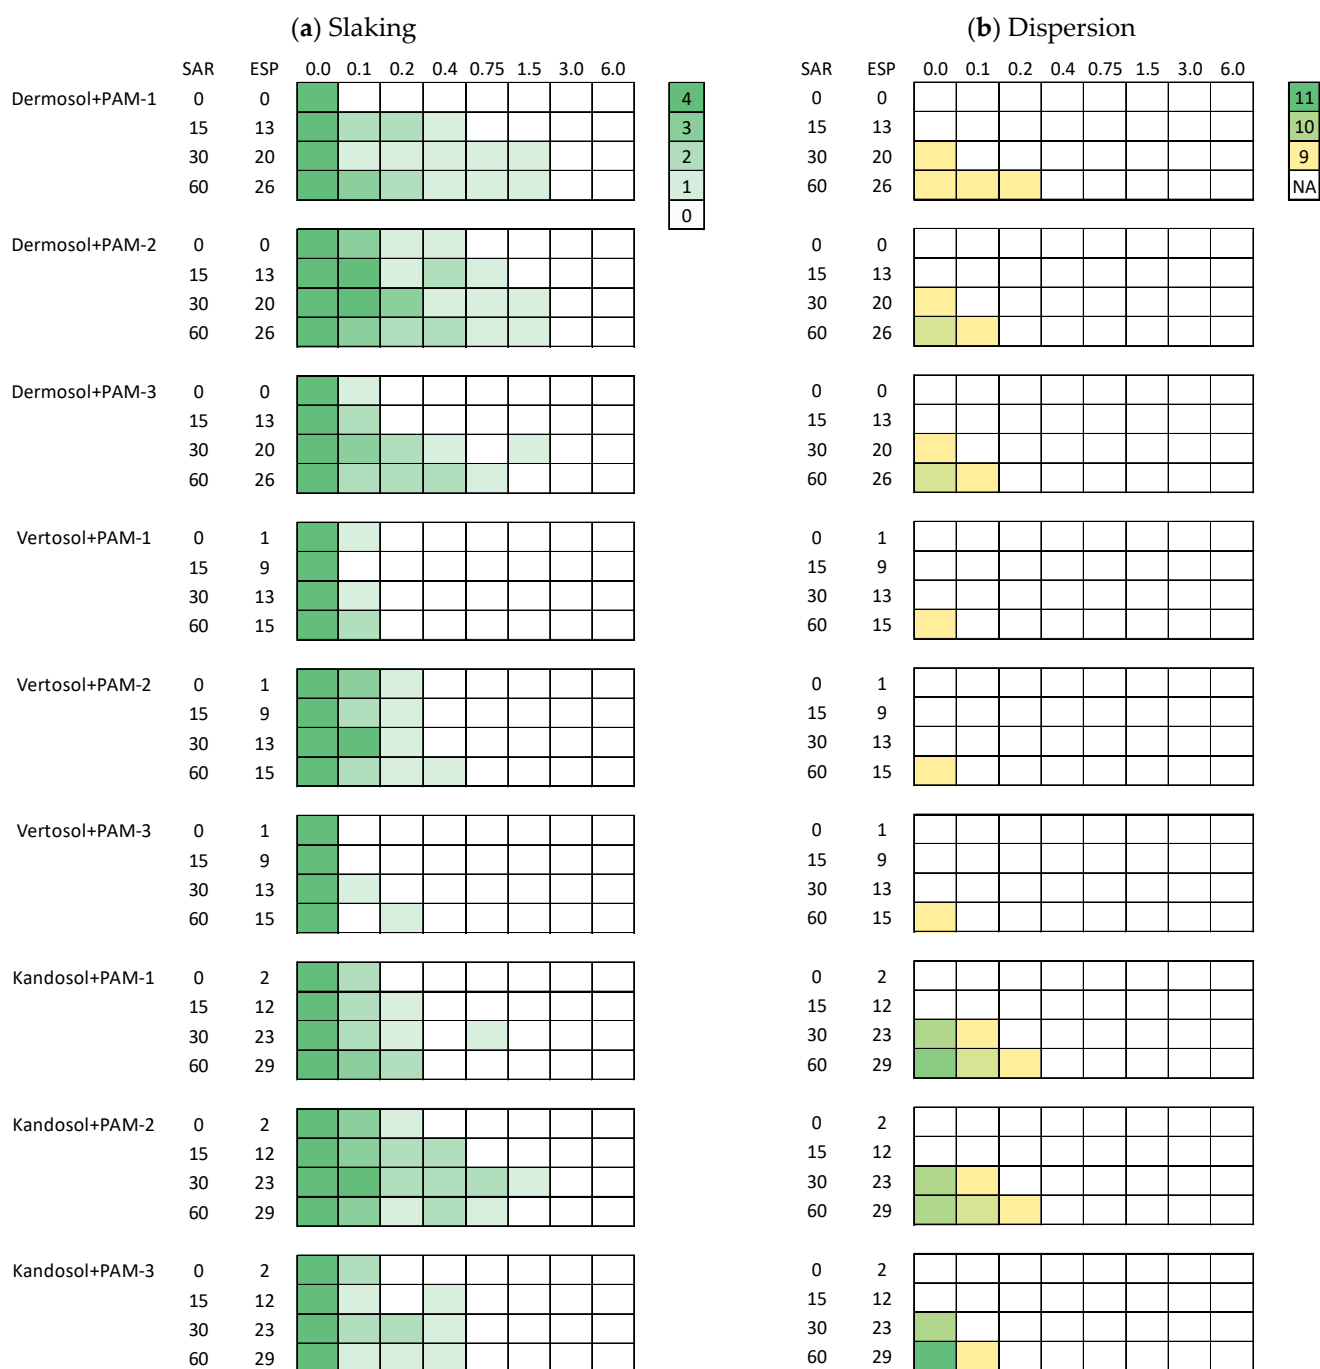 (a) Slaking (b) Dispersion
SAR ESP 0.0 0.1 0.2 0.4 0.75 1.5 3.0 6.0 SAR ESP 0.0 0.1 0.2 0.4 0.75 1.5 3.0 6.0
Dermosol+PAM-1 0 0 4 0 0 11
15 13 3 15 13 10
30 20 2 30 20 9
60 26 1 60 26 NA
0
Dermosol+PAM-2 0 0 0 0
15 13 15 13
30 20 30 20
60 26 60 26
Dermosol+PAM-3 0 0 0 0
15 13 15 13
30 20 30 20
60 26 60 26
Vertosol+PAM-1 0 1 0 1
15 9 15 9
30 13 30 13
60 15 60 15
Vertosol+PAM-2 0 1 0 1
15 9 15 9
30 13 30 13
60 15 60 15
Vertosol+PAM-3 0 1 0 1
15 9 15 9
30 13 30 13
60 15 60 15
Kandosol+PAM-1 0 2 0 2
15 12 15 12
30 23 30 23
60 29 60 29
Kandosol+PAM-2 0 2 0 2
15 12 15 12
30 23 30 23
60 29 60 29
Kandosol+PAM-3 0 2 0 2
15 12 15 12
30 23 30 23
60 29 60 29